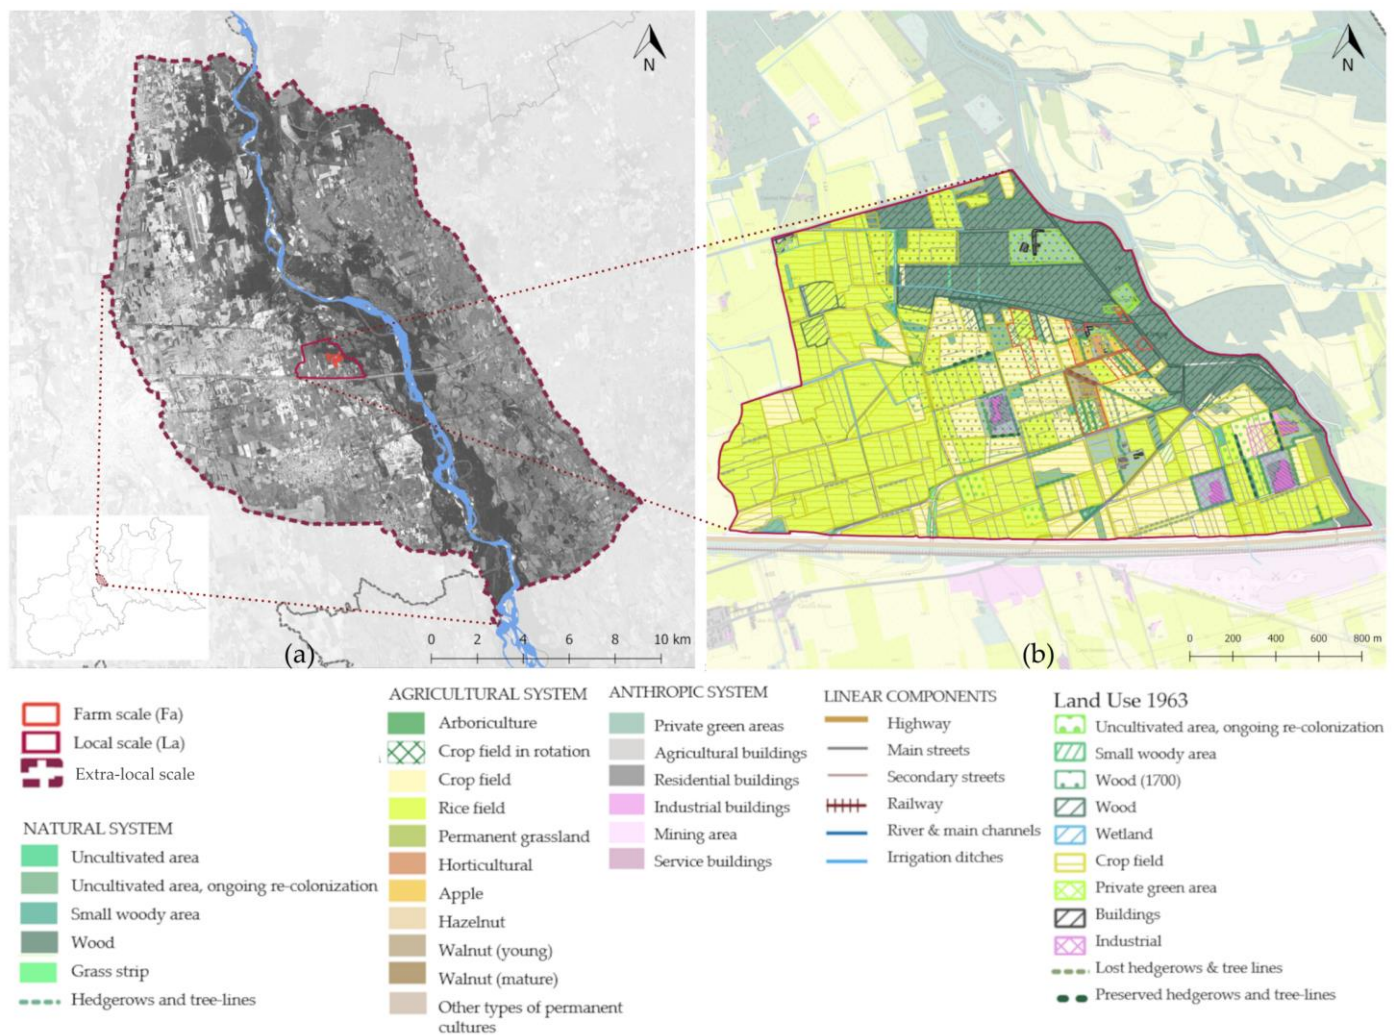 N
N
0 2 4 6 8 10 km
(a)
0 200 400 600 800 m
(b)
Farm scale (Fa)
Local scale (La)
Extra-local scale
NATURAL SYSTEM
Uncultivated area
Uncultivated area, ongoing re-colonization
Small woody area
Wood
Grass strip
Hedgerows and tree-lines
AGRICULTURAL SYSTEM
Arboriculture
Crop field in rotation
Crop field
Rice field
Permanent grassland
Horticultural
Apple
Hazelnut
Walnut (young)
Walnut (mature)
Other types of permanent
cultures
ANTHROPIC SYSTEM
Private green areas
Agricultural buildings
Residential buildings
Industrial buildings
Mining area
Service buildings
LINEAR COMPONENTS
Highway
Main streets
Secondary streets
Railway
River & main channels
Irrigation ditches
Land Use 1963
Uncultivated area, ongoing re-colonization
Small woody area
Wood (1700)
Wood
Wetland
Crop field
Private green area
Buildings
Industrial
Lost hedgerows & tree lines
Preserved hedgerows and tree-lines